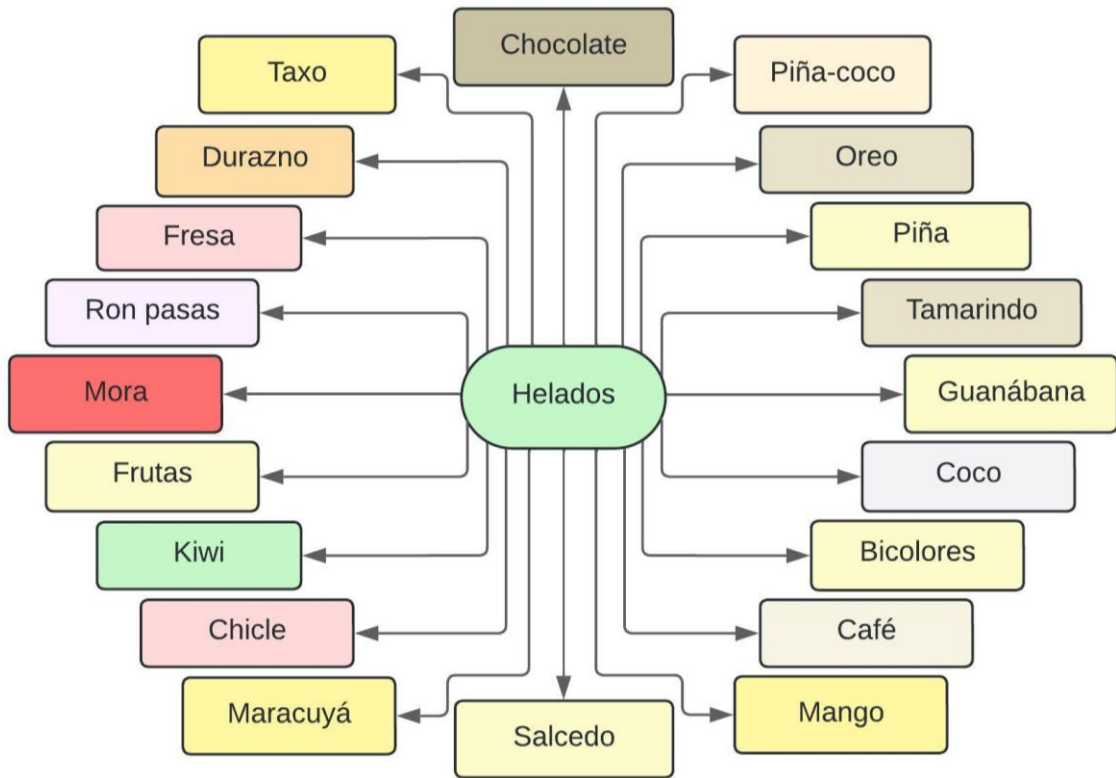 Chocolate
Taxo
Piña-coco
Durazno
Oreo
Fresa
Piña
Ron pasas
Tamarindo
Mora
Helados
Guanábana
Frutas
Coco
Kiwi
Bicolores
Chicle
Café
Maracuyá
Salcedo
Mango